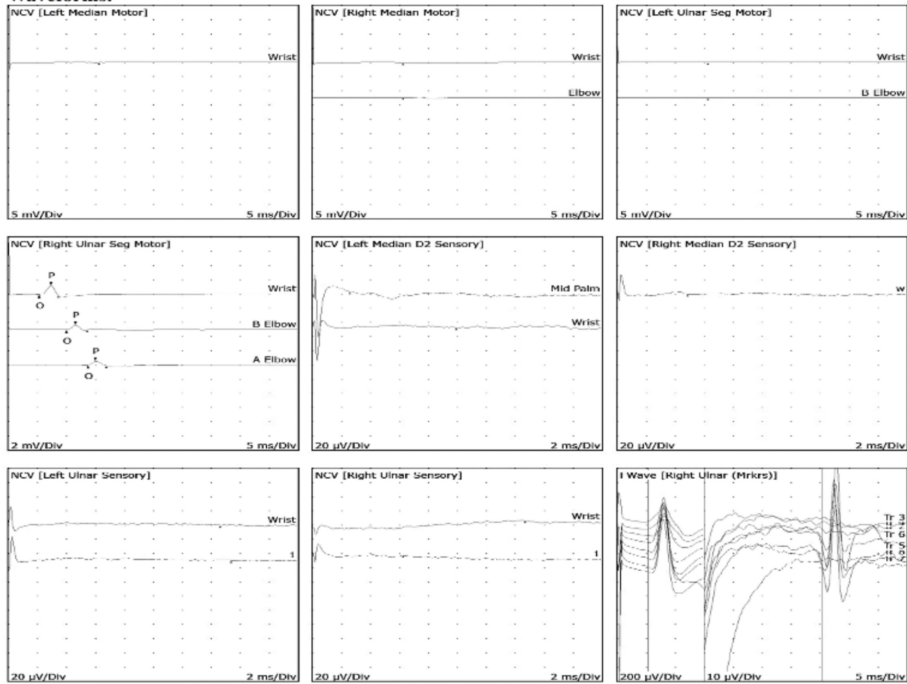 NCV [Left Median Motor]
Wrist
5 mV/Div 5 ms/Div
NCV [Right Median Motor]
Wrist
Elbow
5 mV/Div 5 ms/Div
NCV [Left Ulnar Seg Motor]
Wrist
B Elbow
5 mV/Div 5 ms/Div
NCV [Right Ulnar Seg Motor]
P
Wrist
O
P
B Elbow
O
P
A Elbow
O
2 mV/Div 5 ms/Div
NCV [Left Median D2 Sensory]
Mid Palm
Wrist
20 µV/Div 2 ms/Div
NCV [Right Median D2 Sensory]
w
20 µV/Div 2 ms/Div
NCV [Left Ulnar Sensory]
Wrist
1
20 µV/Div 2 ms/Div
NCV [Right Ulnar Sensory]
Wrist
1
20 µV/Div 2 ms/Div
I Wave [Right Ulnar (Mrkrs)]
Tr 3
Tr 6
Tr 5
200 µV/Div 10 µV/Div 5 ms/Div